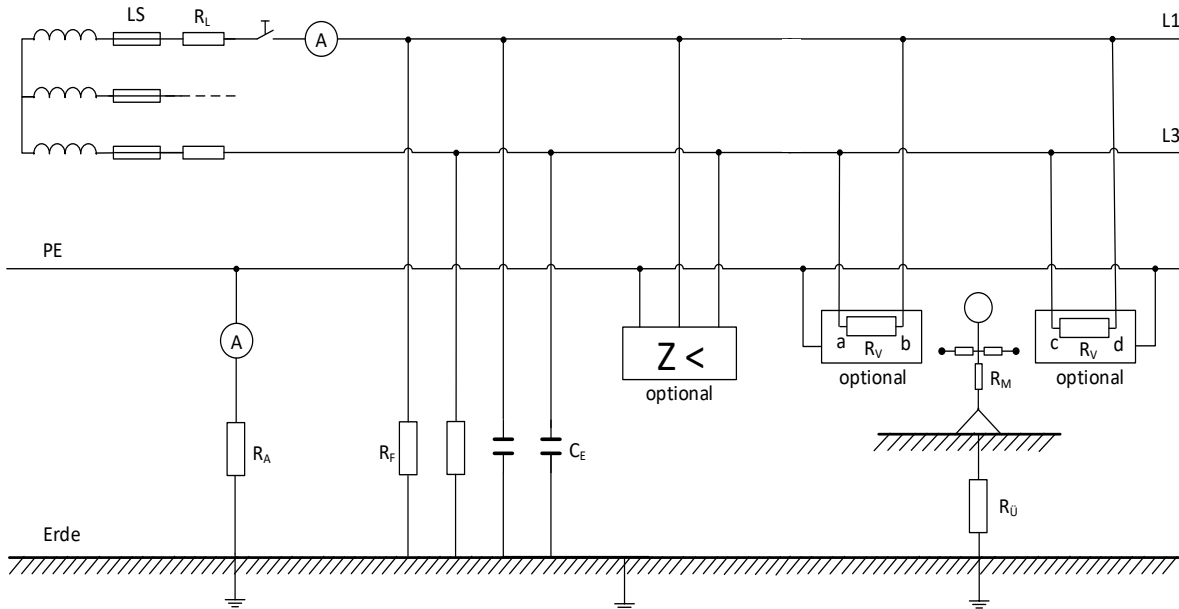 LS
R_L
A
L1
L3
PE
A
Z <
optional
a
R_V
b
optional
c
R_V
d
optional
R_M
R_A
R_F
C_E
R_Ü
Erde